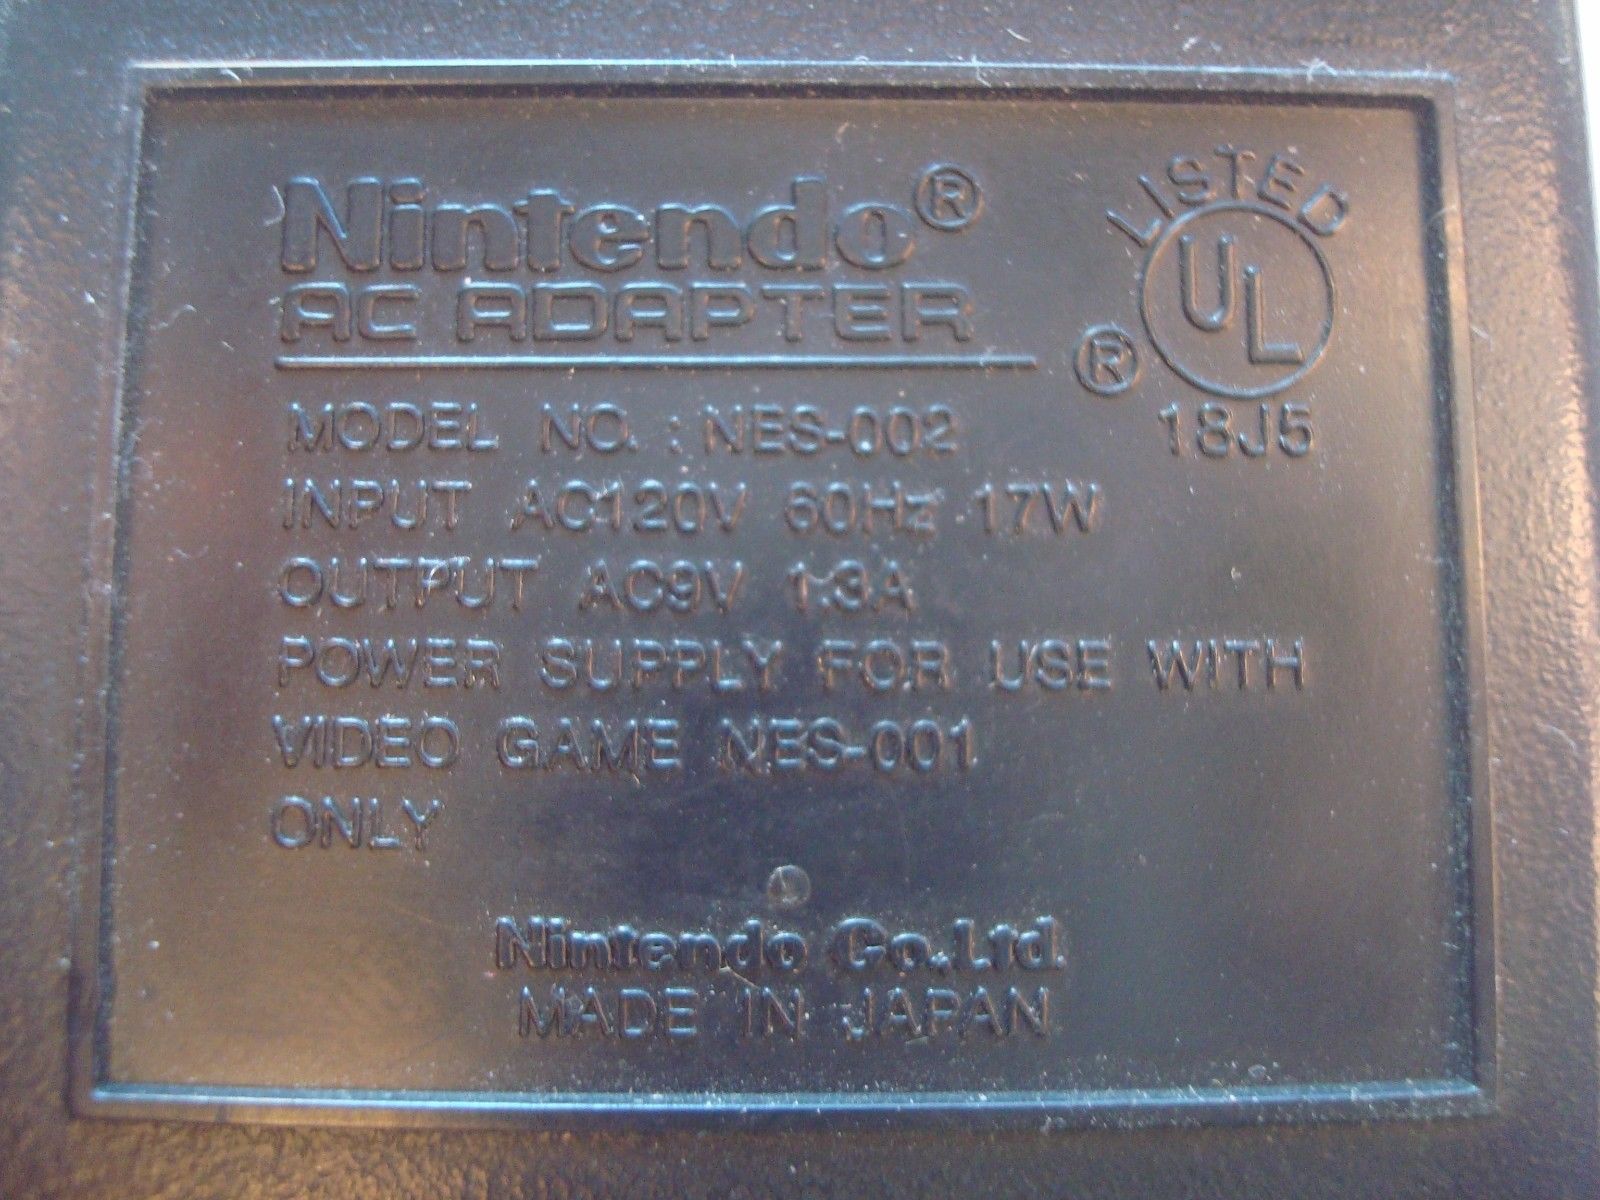 Nintendo®
AC ADAPTER
LISTED
UL
®
18J5
MODEL NO. : NES-002
INPUT AC120V 60Hz 17W
OUTPUT AC9V 1.3A
POWER SUPPLY FOR USE WITH
VIDEO GAME NES-001
ONLY
Nintendo Co.,Ltd.
MADE IN JAPAN